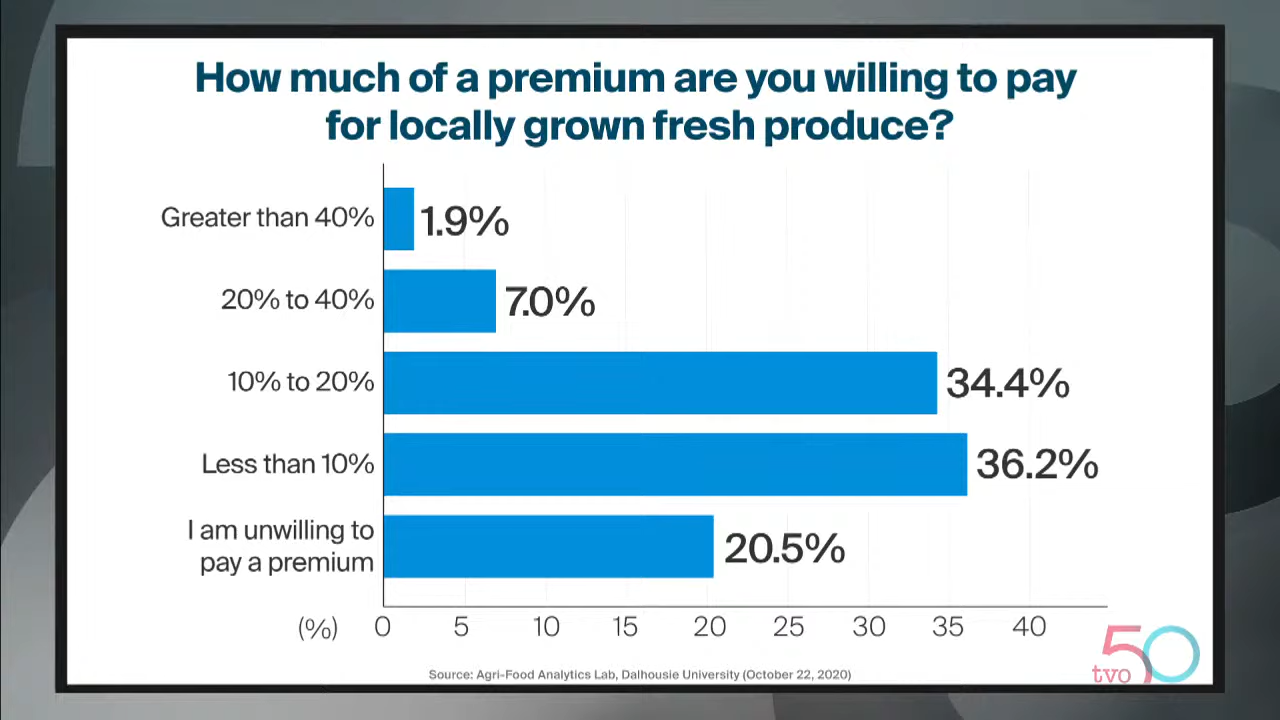 How much of a premium are you willing to pay
for locally grown fresh produce?
Greater than 40%
1.9%
20% to 40%
7.0%
10% to 20%
34.4%
Less than 10%
36.2%
I am unwilling to
pay a premium
20.5%
(%) 0 5 10 15 20 25 30 35 40
Source: Agri-Food Analytics Lab, Dalhousie University (October 22, 2020)
tvo 50